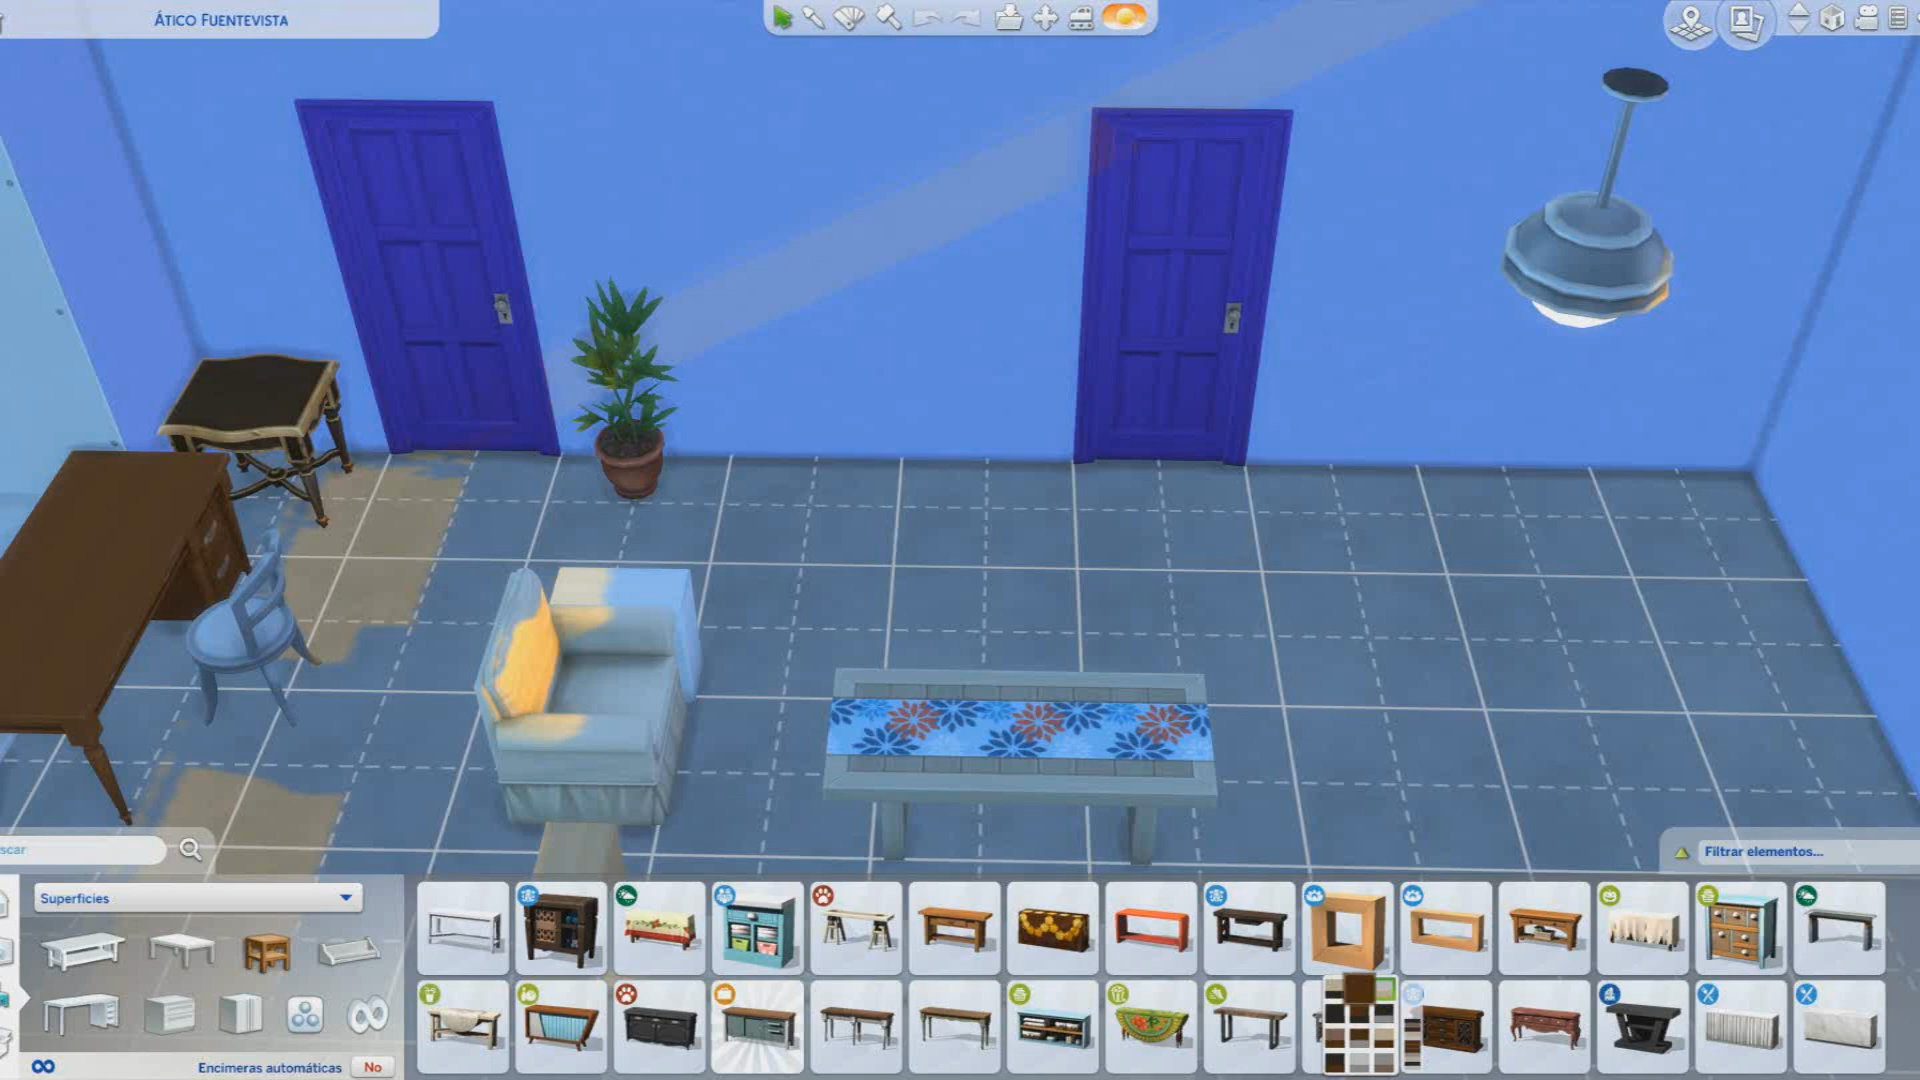 ÁTICO FUENTEVISTA
scar
Filtrar elementos...
Superficies
Encimeras automáticas No